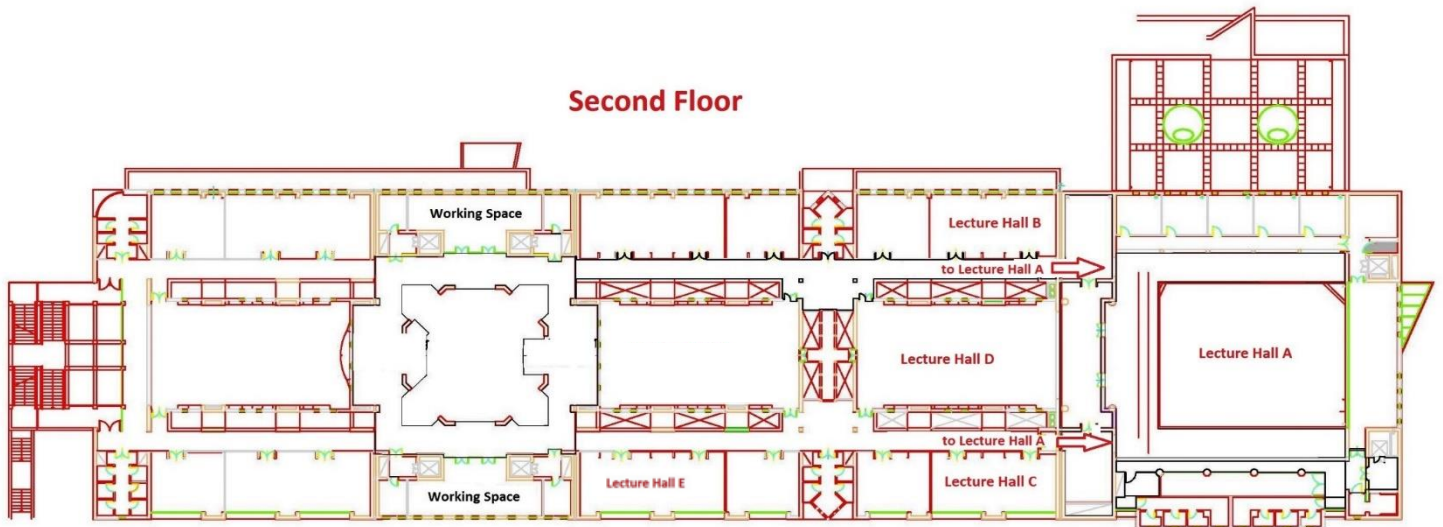 Second Floor
Working Space
Lecture Hall B
to Lecture Hall A
Lecture Hall D
Lecture Hall A
to Lecture Hall A
Lecture Hall E
Lecture Hall C
Working Space